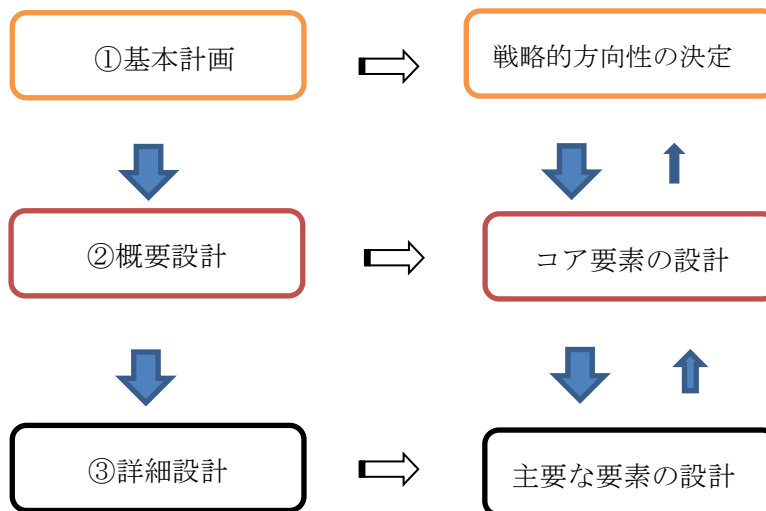 ①基本計画
戦略的方向性の決定
②概要設計
コア要素の設計
③詳細設計
主要な要素の設計